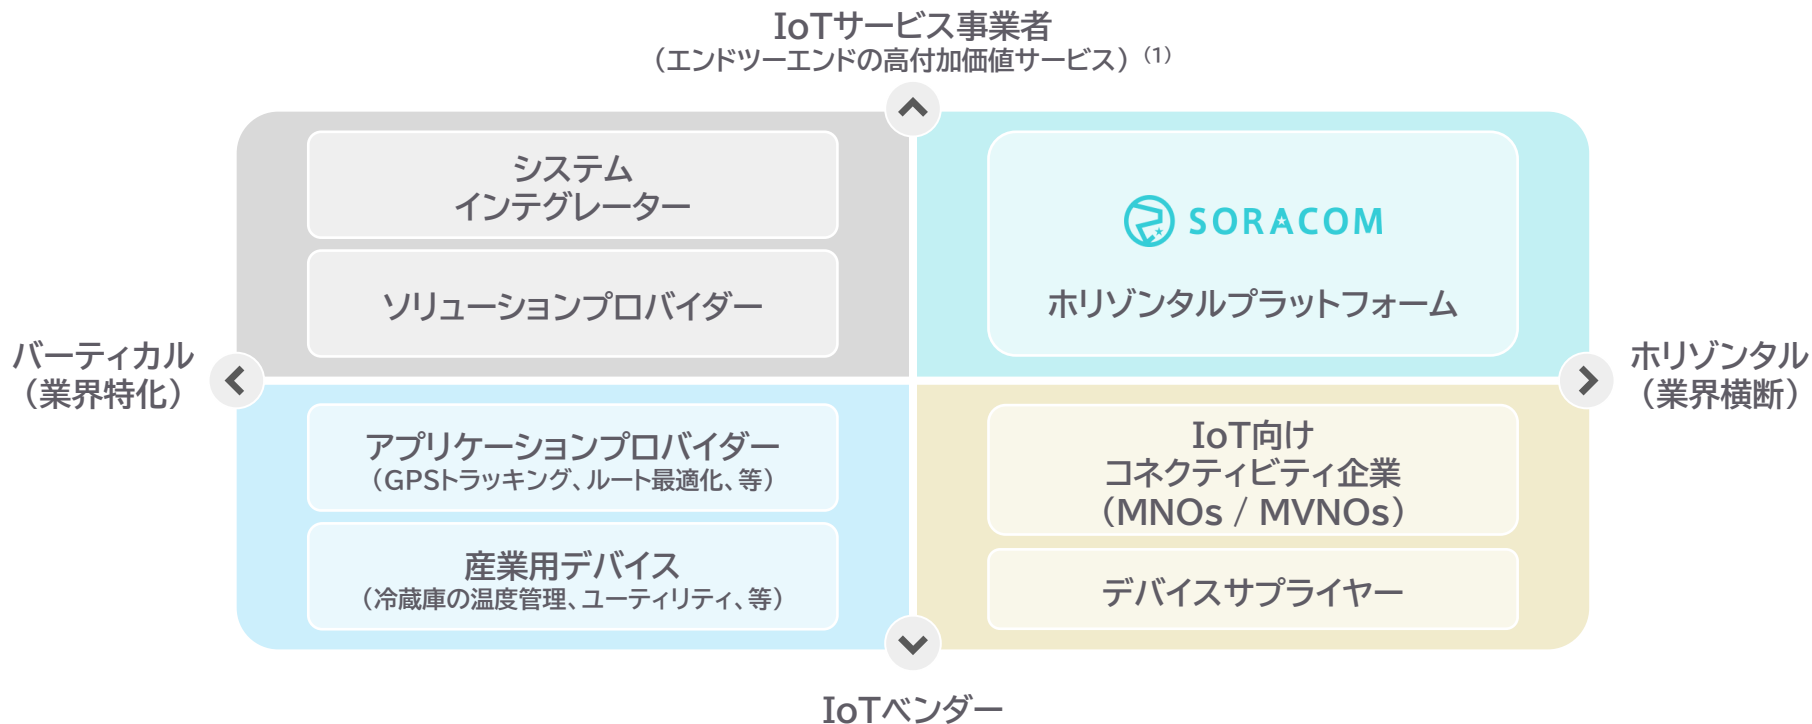 IoTサービス事業者
（エンドツーエンドの高付加価値サービス）(1)
システム
インテグレーター
ソリューションプロバイダー
SORACOM
ホリゾンタルプラットフォーム
バーティカル
（業界特化）
ホリゾンタル
（業界横断）
アプリケーションプロバイダー
（GPSトラッキング、ルート最適化、等）
産業用デバイス
（冷蔵庫の温度管理、ユーティリティ、等）
IoT向け
コネクティビティ企業
（MNOs / MVNOs）
デバイスサプライヤー
IoTベンダー